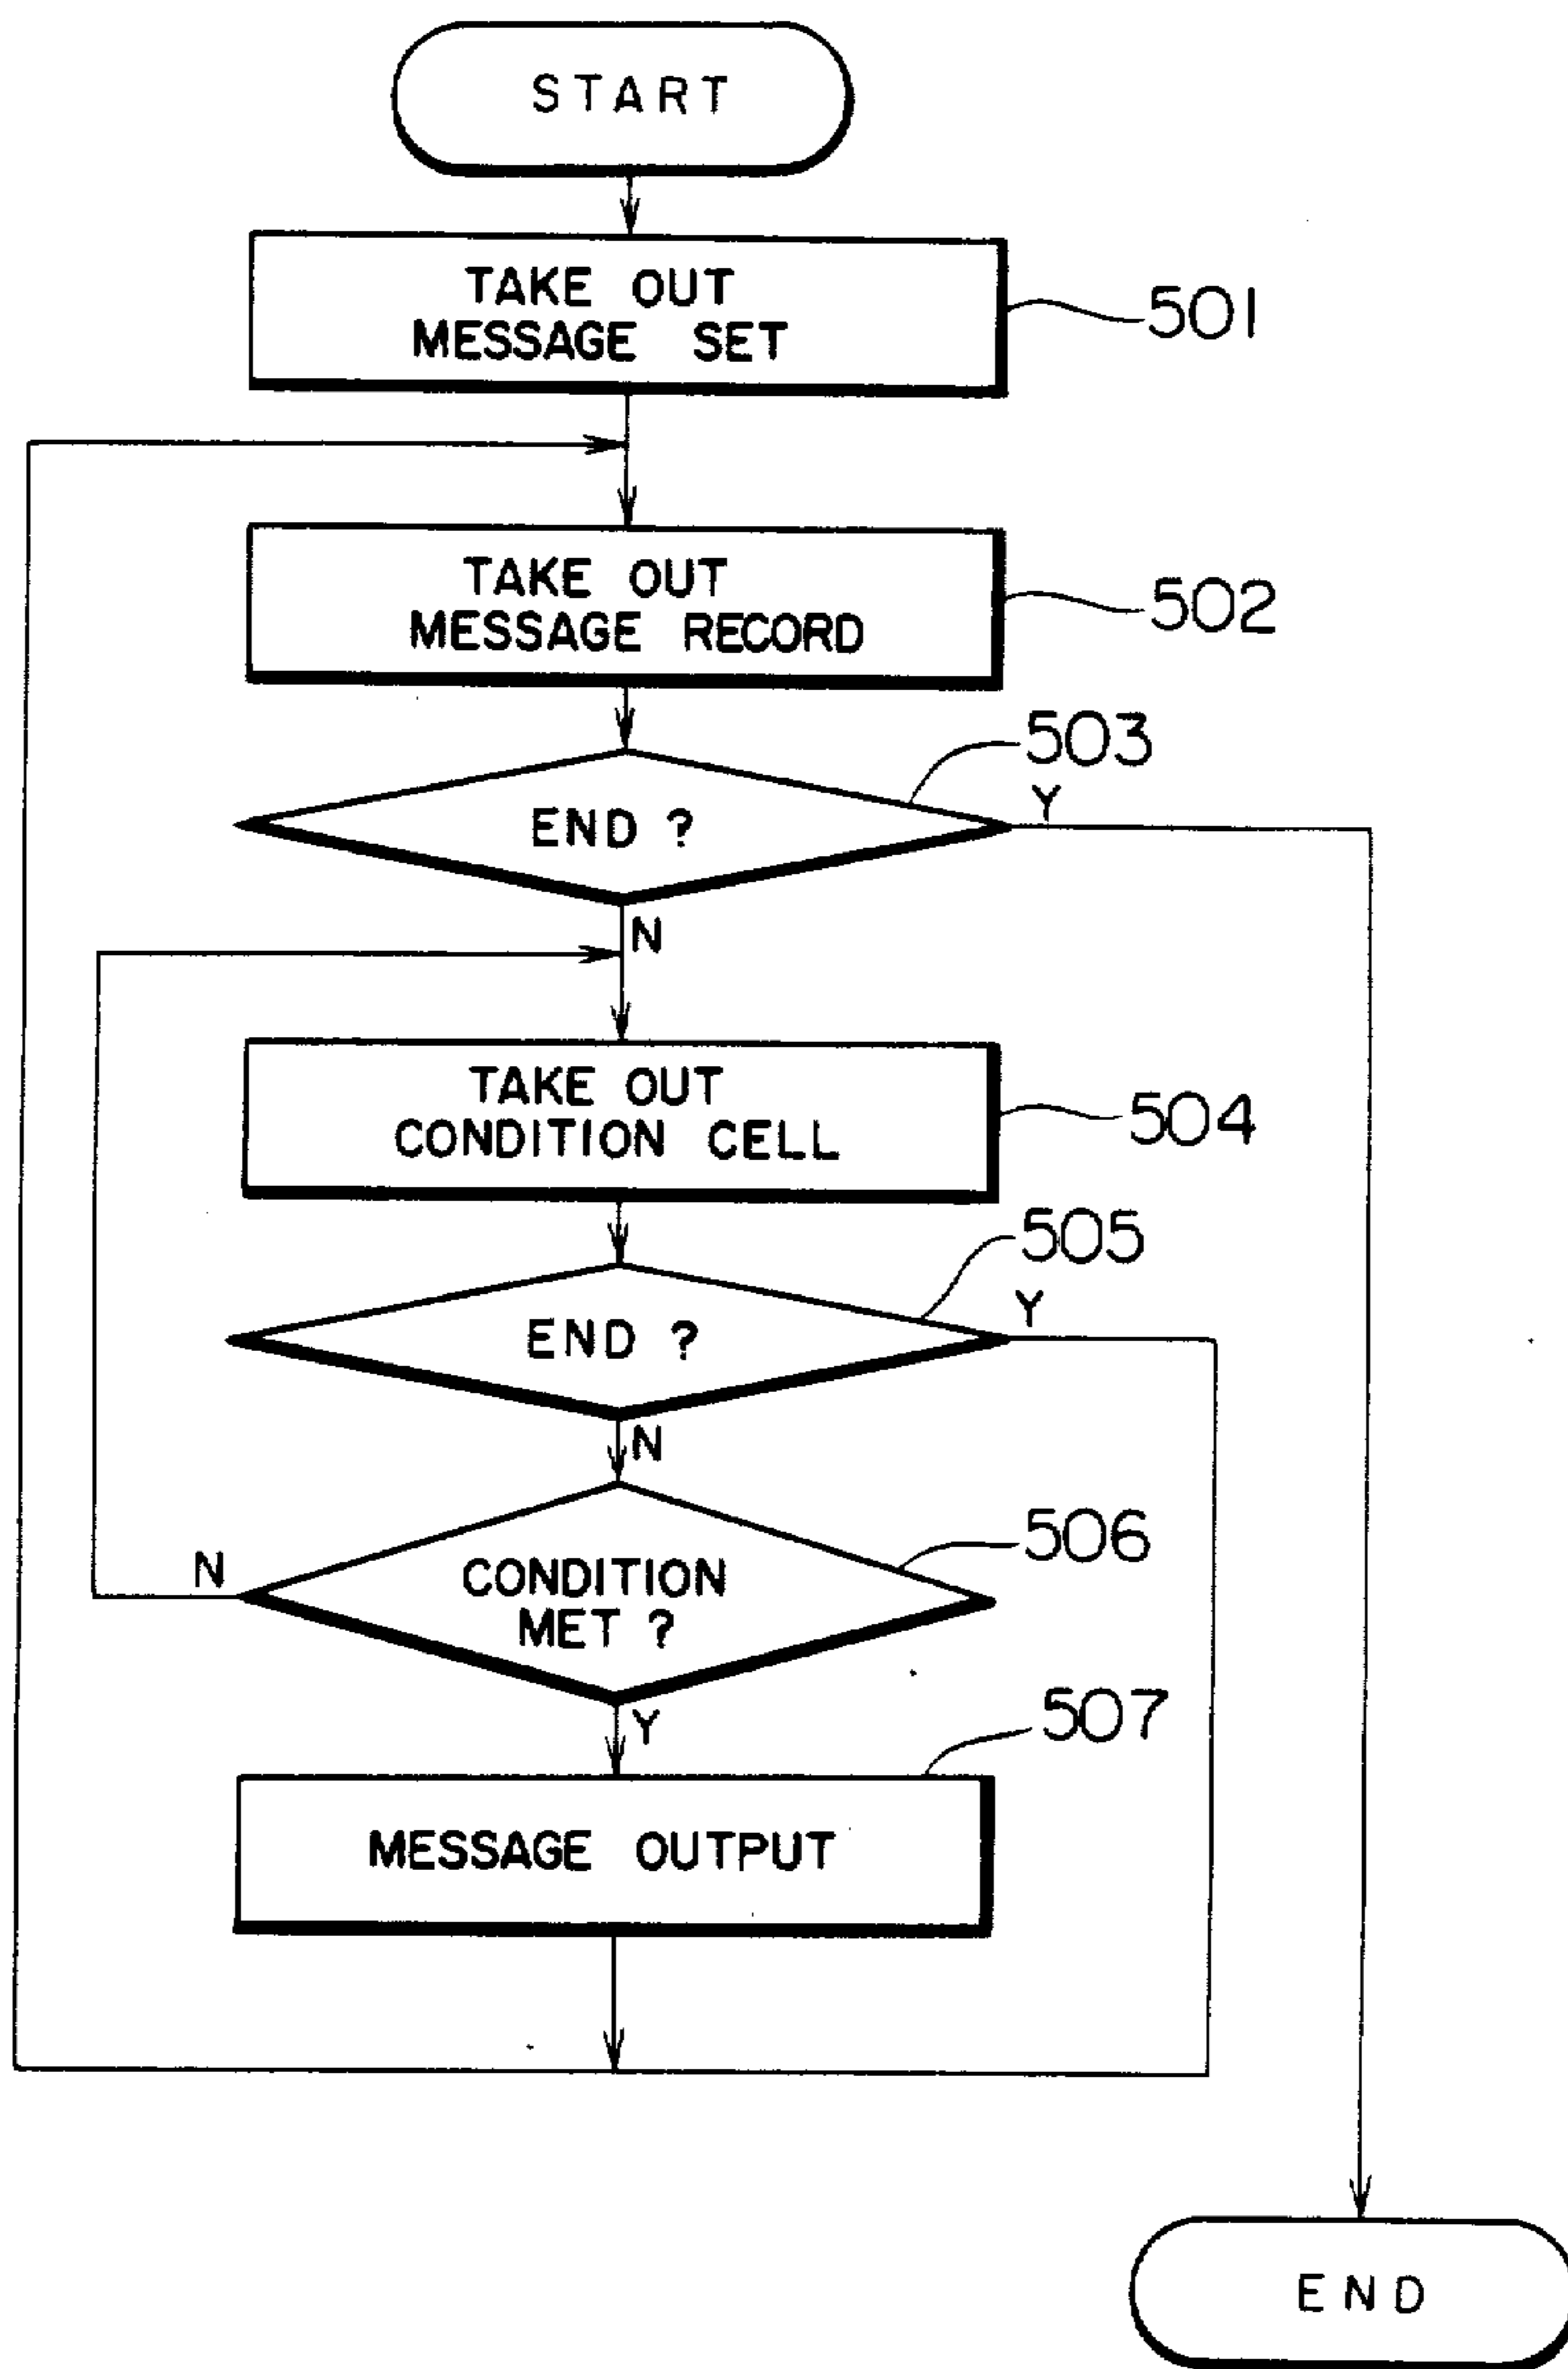 START
TAKE OUT
MESSAGE SET
501
TAKE OUT
MESSAGE RECORD
502
503
END ?
Y
N
TAKE OUT
CONDITION CELL
504
505
END ?
Y
N
506
CONDITION
MET ?
N
Y
507
MESSAGE OUTPUT
END